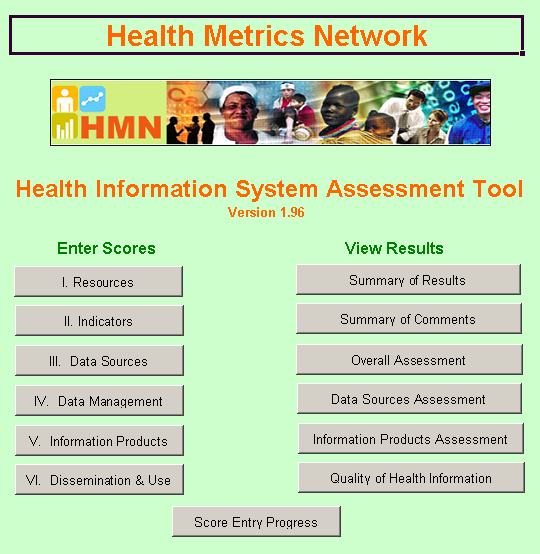 Health Metrics Network
HMN
Health Information System Assessment Tool
Version 1.96
Enter Scores
I. Resources
II. Indicators
III. Data Sources
IV. Data Management
V. Information Products
VI. Dissemination & Use
View Results
Summary of Results
Summary of Comments
Overall Assessment
Data Sources Assessment
Information Products Assessment
Quality of Health Information
Score Entry Progress